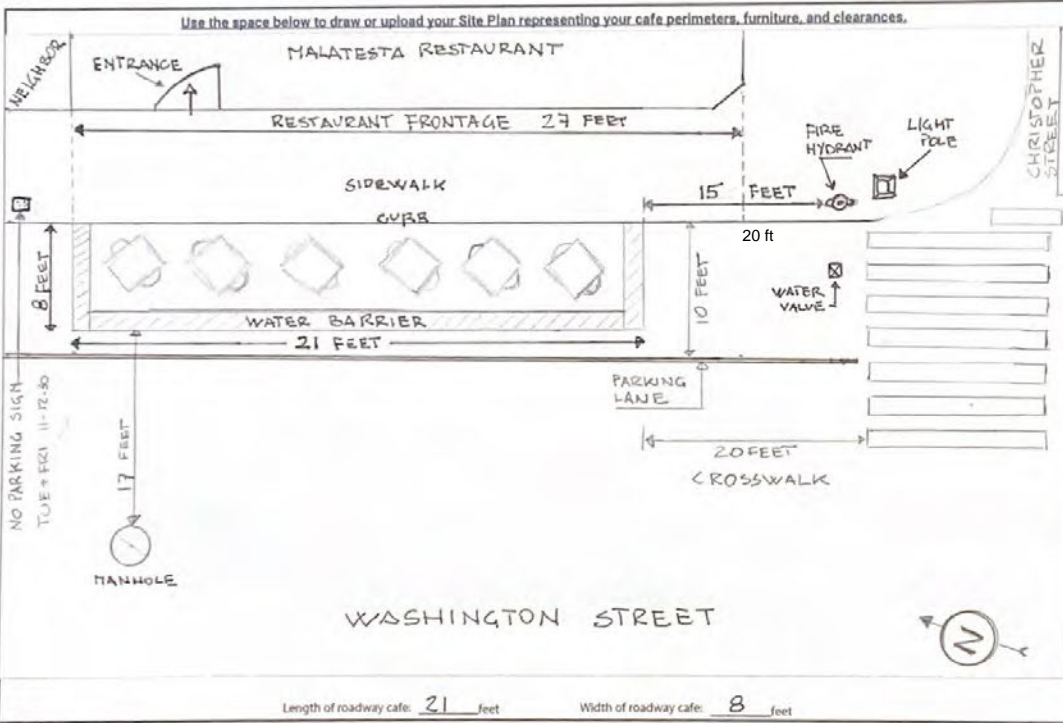 Use the space below to draw or upload your Site Plan representing your cafe perimeters, furniture, and clearances.
NEIGHBOR
ENTRANCE
MALATESTA RESTAURANT
CHRISTOPHER
STREET
RESTAURANT FRONTAGE 27 FEET
FIRE
HYDRANT
LIGHT
POLE
SIDEWALK
15 FEET
CURB
20 ft
8 FEET
10 FEET
WATER
VALVE
WATER BARRIER
21 FEET
PARKING
LANE
NO PARKING SIGN
TUE + FRI 11-12:30
17 FEET
20 FEET
CROSSWALK
MANHOLE
WASHINGTON STREET
N
Length of roadway cafe: 21 feet Width of roadway cafe: 8 feet